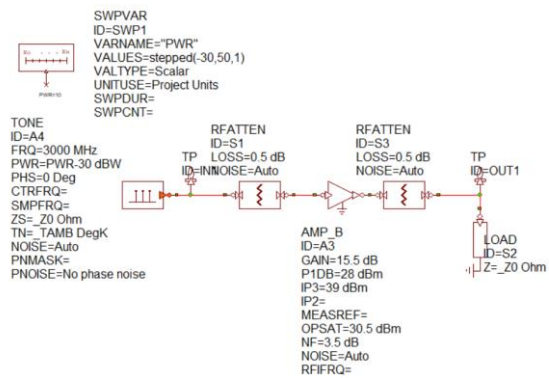 SWPVAR
ID=SWP1
VARNAME="PWR"
VALUES=stepped(-30,50,1)
VALTYPE=Scalar
UNITUSE=Project Units
SWPDUR=
SWPCNT=
TONE
ID=A4
FRQ=3000 MHz
PWR=PWR-30 dBW
PHS=0 Deg
CTRFRQ=
SMPFRQ=
ZS=_Z0 Ohm
TN=_TAMB DegK
NOISE=Auto
PNMASK=
PNOISE=No phase noise
TP
ID=INN
RFATTEN
ID=S1
LOSS=0.5 dB
NOISE=Auto
AMP_B
ID=A3
GAIN=15.5 dB
P1DB=28 dBm
IP3=39 dBm
IP2=
MEASREF=
OPSAT=30.5 dBm
NF=3.5 dB
NOISE=Auto
RFIFRQ=
RFATTEN
ID=S3
LOSS=0.5 dB
NOISE=Auto
TP
ID=OUT1
LOAD
ID=S2
Z=_Z0 Ohm